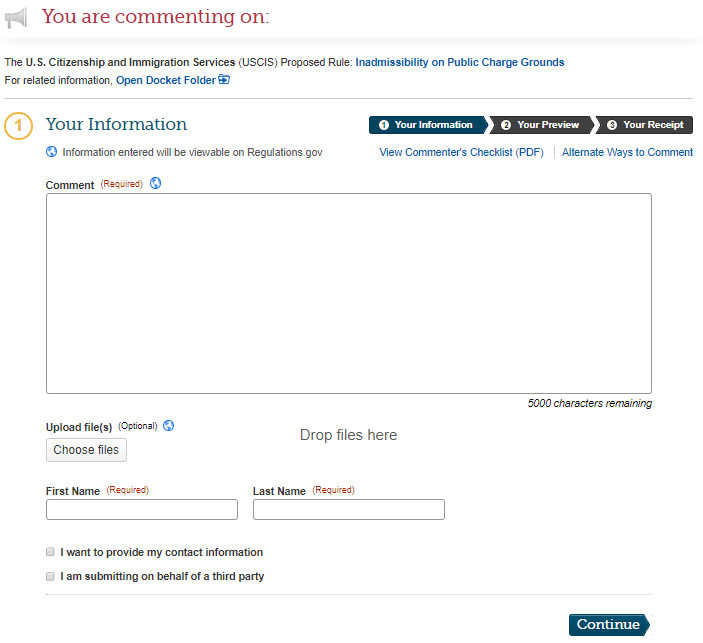 You are commenting on:
The U.S. Citizenship and Immigration Services (USCIS) Proposed Rule: Inadmissibility on Public Charge Grounds
For related information, Open Docket Folder
1 Your Information
1 Your Information 2 Your Preview 3 Your Receipt
Information entered will be viewable on Regulations.gov
View Commenter's Checklist (PDF) Alternate Ways to Comment
Comment (Required)
5000 characters remaining
Upload file(s) (Optional)
Choose files
Drop files here
First Name (Required) Last Name (Required)
I want to provide my contact information
I am submitting on behalf of a third party
Continue